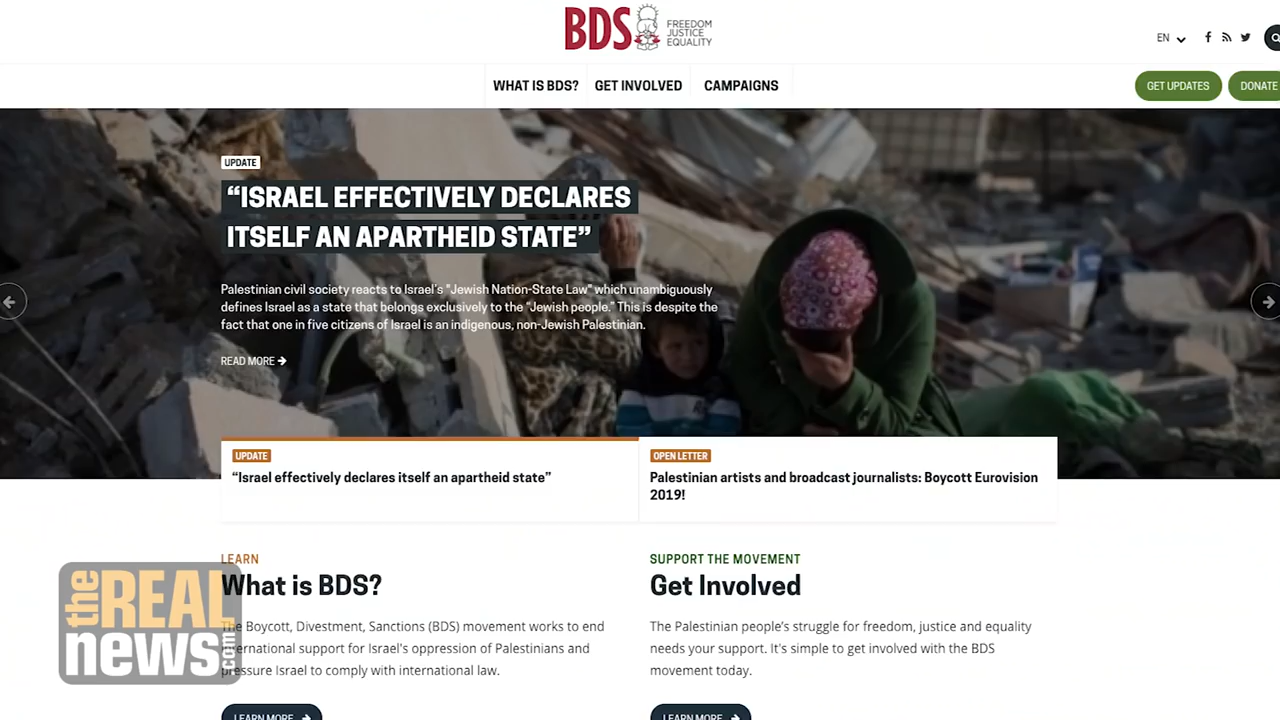 BDS
FREEDOM
JUSTICE
EQUALITY
EN
WHAT IS BDS?
GET INVOLVED
CAMPAIGNS
GET UPDATES
DONATE
UPDATE
“ISRAEL EFFECTIVELY DECLARES
ITSELF AN APARTHEID STATE”
Palestinian civil society reacts to Israel's "Jewish Nation-State Law" which unambiguously
defines Israel as a state that belongs exclusively to the "Jewish people." This is despite the
fact that one in five citizens of Israel is an indigenous, non-Jewish Palestinian.
READ MORE
UPDATE
“Israel effectively declares itself an apartheid state”
OPEN LETTER
Palestinian artists and broadcast journalists: Boycott Eurovision
2019!
LEARN
What is BDS?
The Boycott, Divestment, Sanctions (BDS) movement works to end
international support for Israel's oppression of Palestinians and
pressure Israel to comply with international law.
LEARN MORE
SUPPORT THE MOVEMENT
Get Involved
The Palestinian people’s struggle for freedom, justice and equality
needs your support. It's simple to get involved with the BDS
movement today.
LEARN MORE
the REAL
news.com